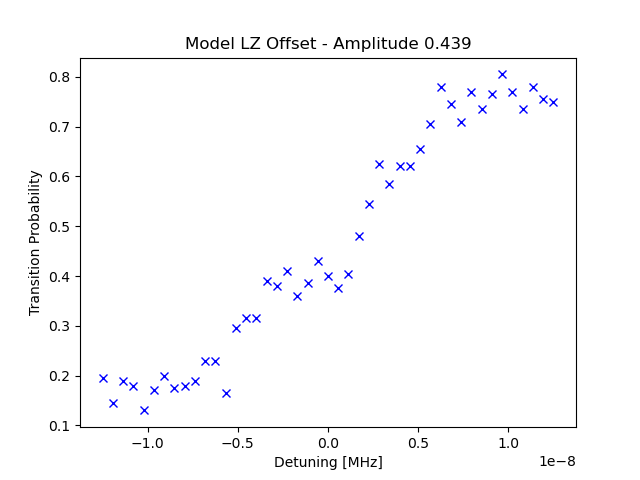 Model LZ Offset - Amplitude 0.439
Transition Probability
0.8
0.7
0.6
0.5
0.4
0.3
0.2
0.1
−1.0 −0.5 0.0 0.5 1.0
1e−8
Detuning [MHz]